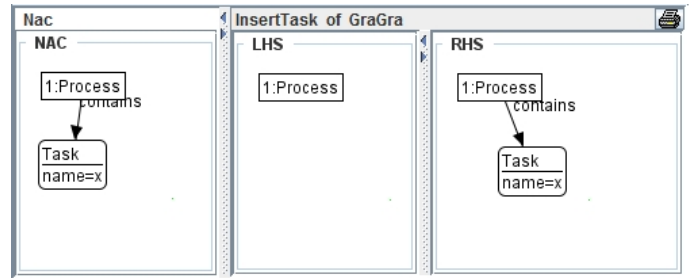 Nac
InsertTask of GraGra
NAC
1:Process
contains
Task
name=x
LHS
1:Process
RHS
1:Process
contains
Task
name=x